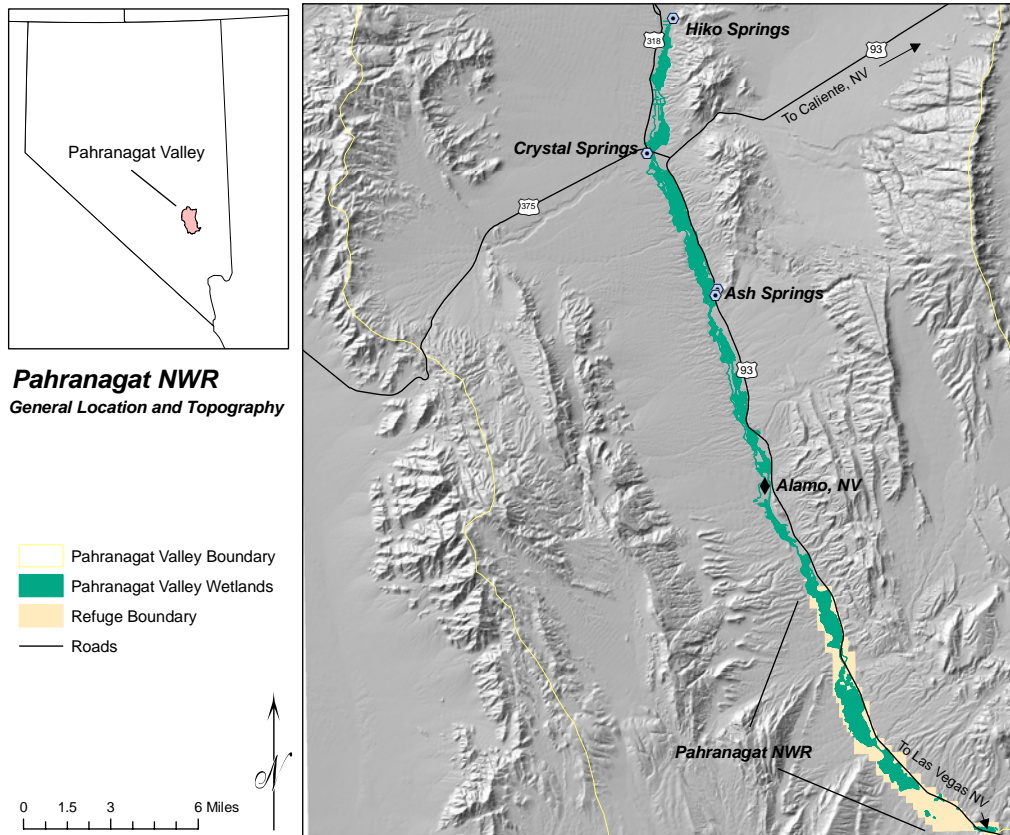 Pahranagat Valley
Pahranagat NWR
General Location and Topography
Pahranagat Valley Boundary
Pahranagat Valley Wetlands
Refuge Boundary
Roads
N
0 1.5 3 6 Miles
318
Hiko Springs
93
To Caliente, NV
Crystal Springs
375
Ash Springs
93
Alamo, NV
Pahranagat NWR
To Las Vegas NV